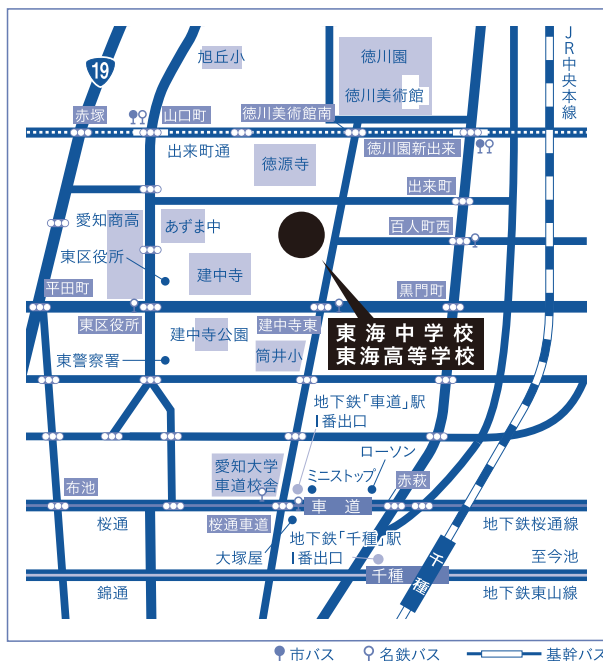 旭丘小
徳川園
徳川美術館
JR中央本線
19
赤塚
山口町
徳川美術館南
出来町通
徳川園新出来
徳源寺
出来町
愛知商高
あずま中
百人町西
東区役所
建中寺
平田町
黒門町
東区役所
建中寺公園
建中寺東
東海中学校
東海高等学校
東警察署
筒井小
地下鉄「車道」駅
1番出口
愛知大学
車道校舎
ローソン
ミニストップ
赤萩
布池
車道
桜通
桜通車道
地下鉄桜通線
大塚屋
地下鉄「千種」駅
1番出口
千種
至今池
千種
錦通
地下鉄東山線
市バス
名鉄バス
基幹バス